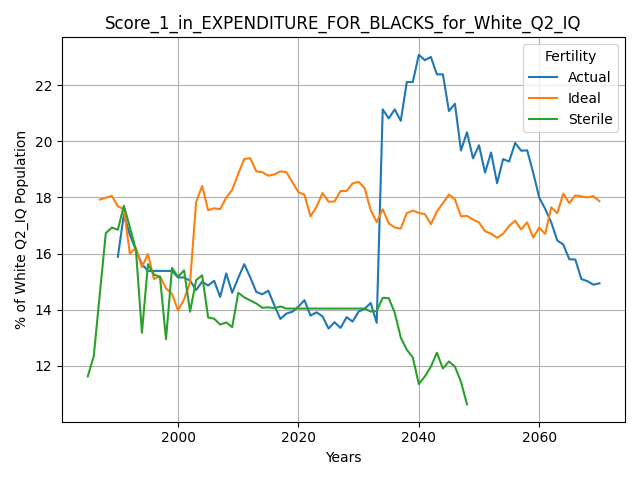 Score_1_in_EXPENDITURE_FOR_BLACKS_for_White_Q2_IQ
Fertility
Actual
Ideal
Sterile
% of White Q2_IQ Population
22
20
18
16
14
12
2000
2020
2040
2060
Years